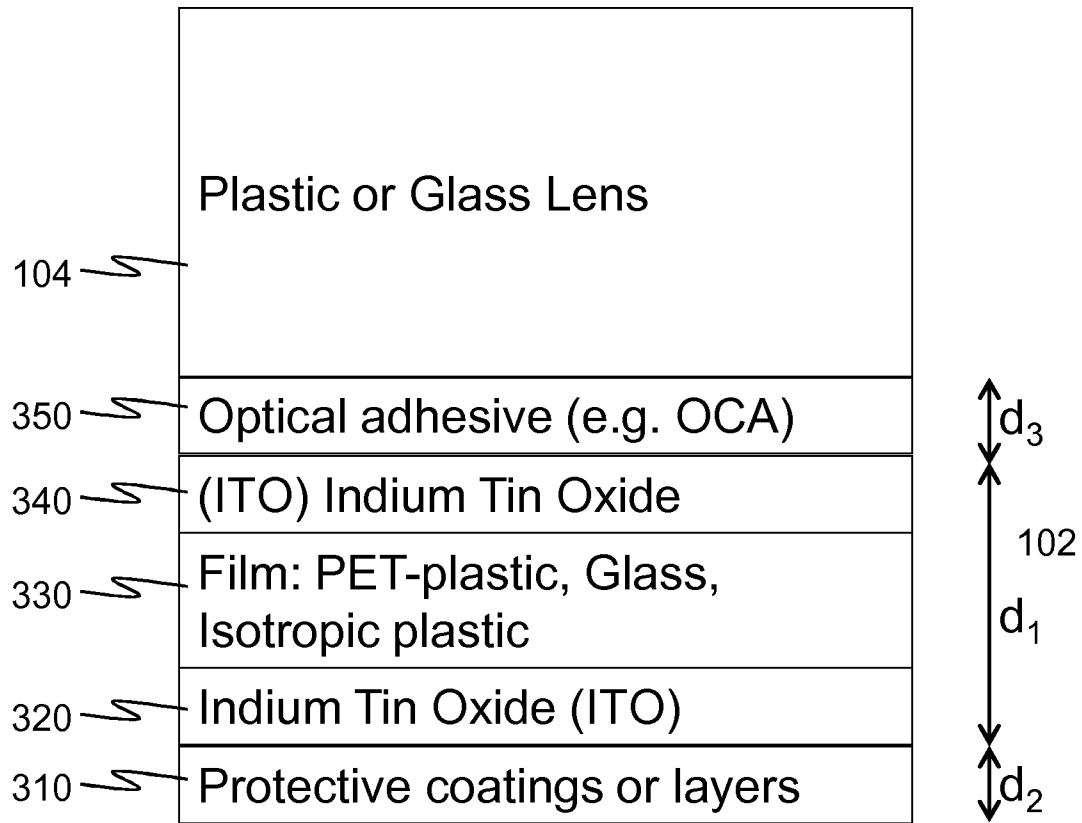 Plastic or Glass Lens
104
350 Optical adhesive (e.g. OCA) d3
340 (ITO) Indium Tin Oxide
102
330 Film: PET-plastic, Glass,
Isotropic plastic d1
320 Indium Tin Oxide (ITO)
310 Protective coatings or layers d2